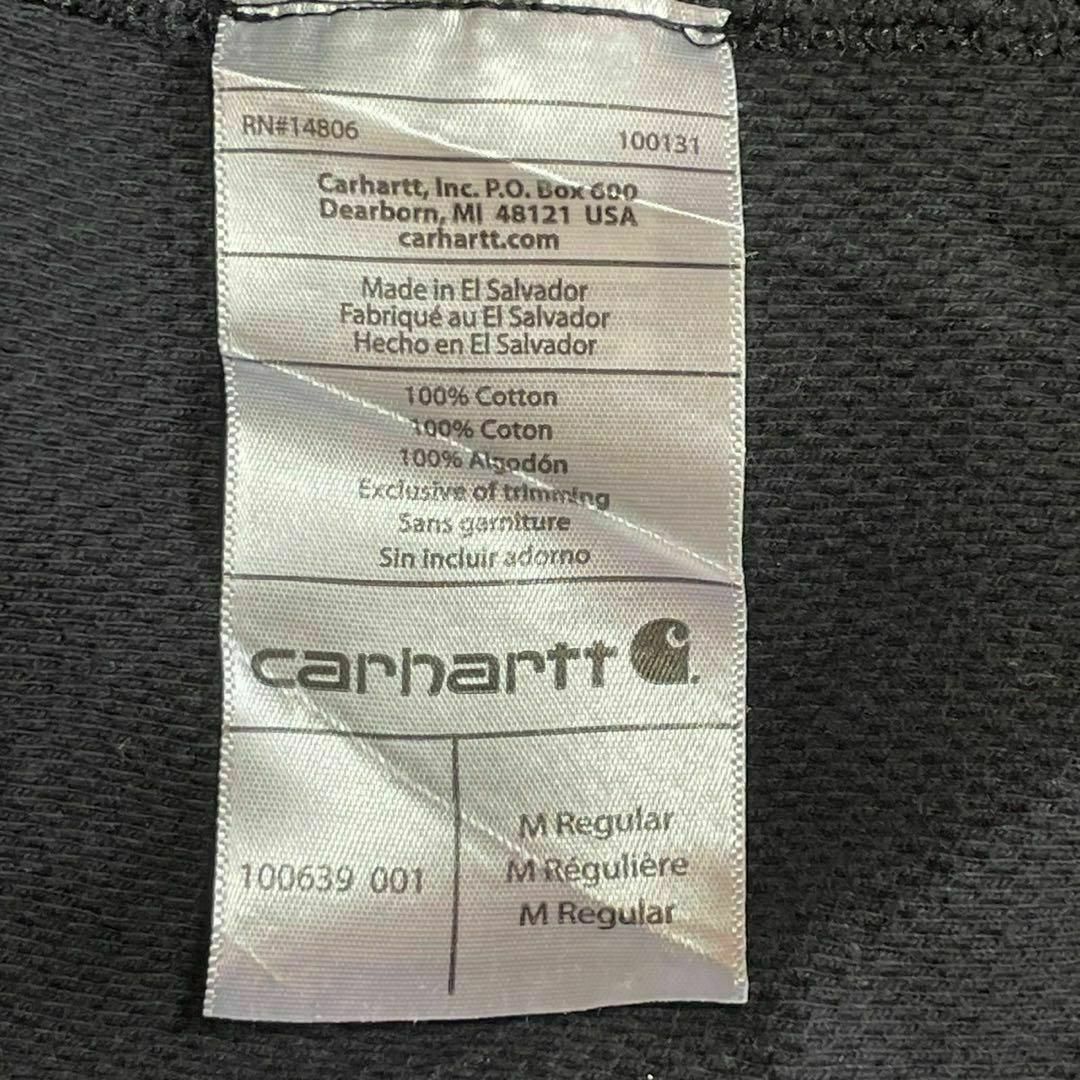 RN#14806 100131
Carhartt, Inc. P.O. Box 600
Dearborn, MI 48121 USA
carhartt.com
Made in El Salvador
Fabriqué au El Salvador
Hecho en El Salvador
100% Cotton
100% Coton
100% Algodón
Exclusive of trimming
Sans garniture
Sin incluir adorno
carhartt
100639 001
M Regular
M Régulière
M Regular